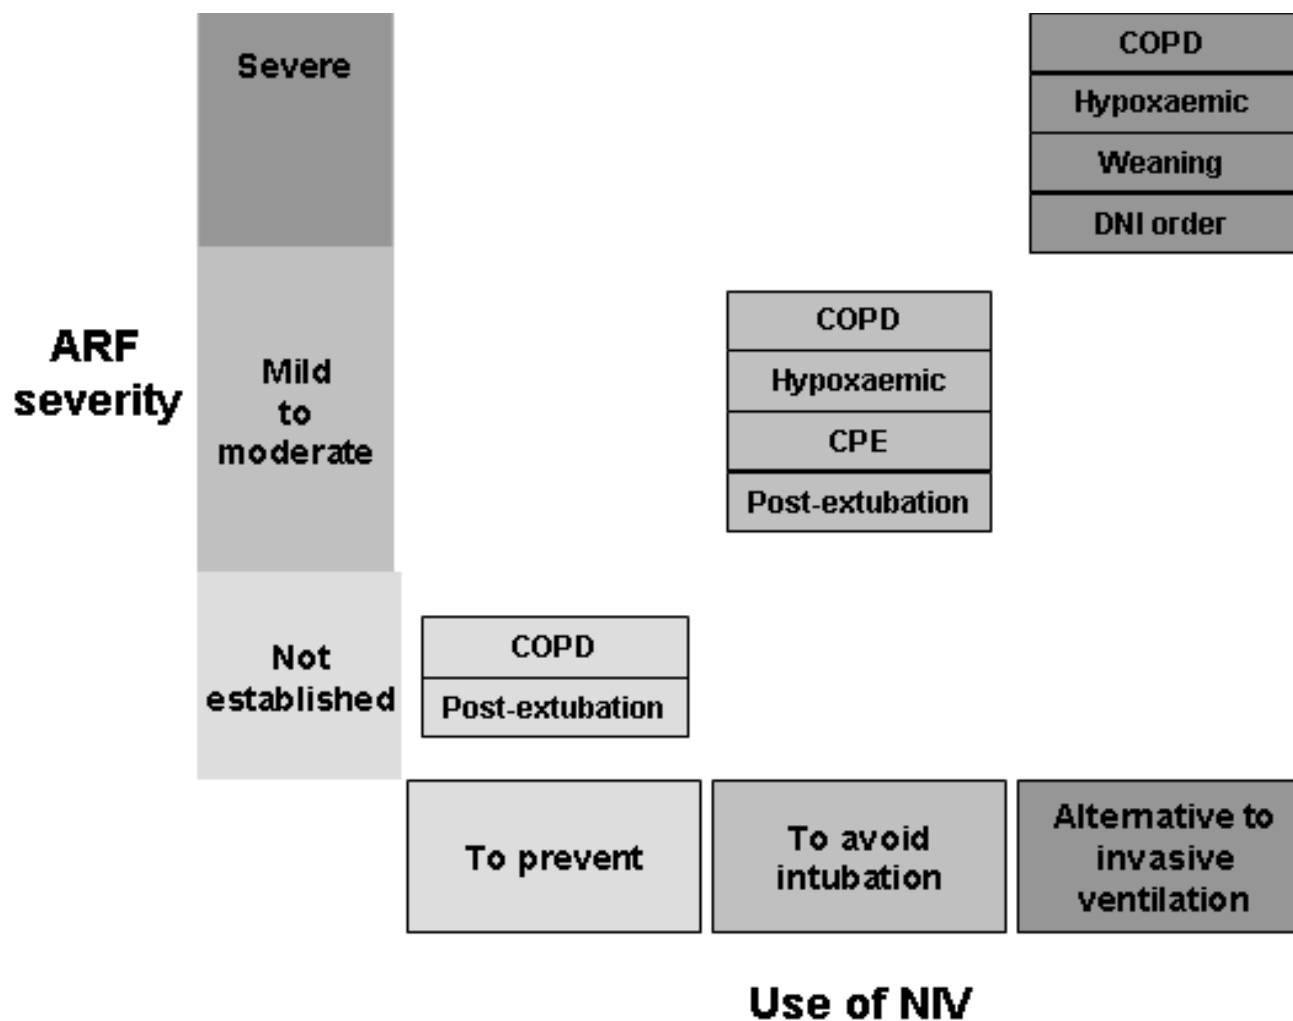 Severe
COPD
Hypoxaemic
Weaning
DNI order
ARF
severity
Mild
to
moderate
COPD
Hypoxaemic
CPE
Post-extubation
Not
established
COPD
Post-extubation
To prevent
To avoid
intubation
Alternative to
invasive
ventilation
Use of NIV